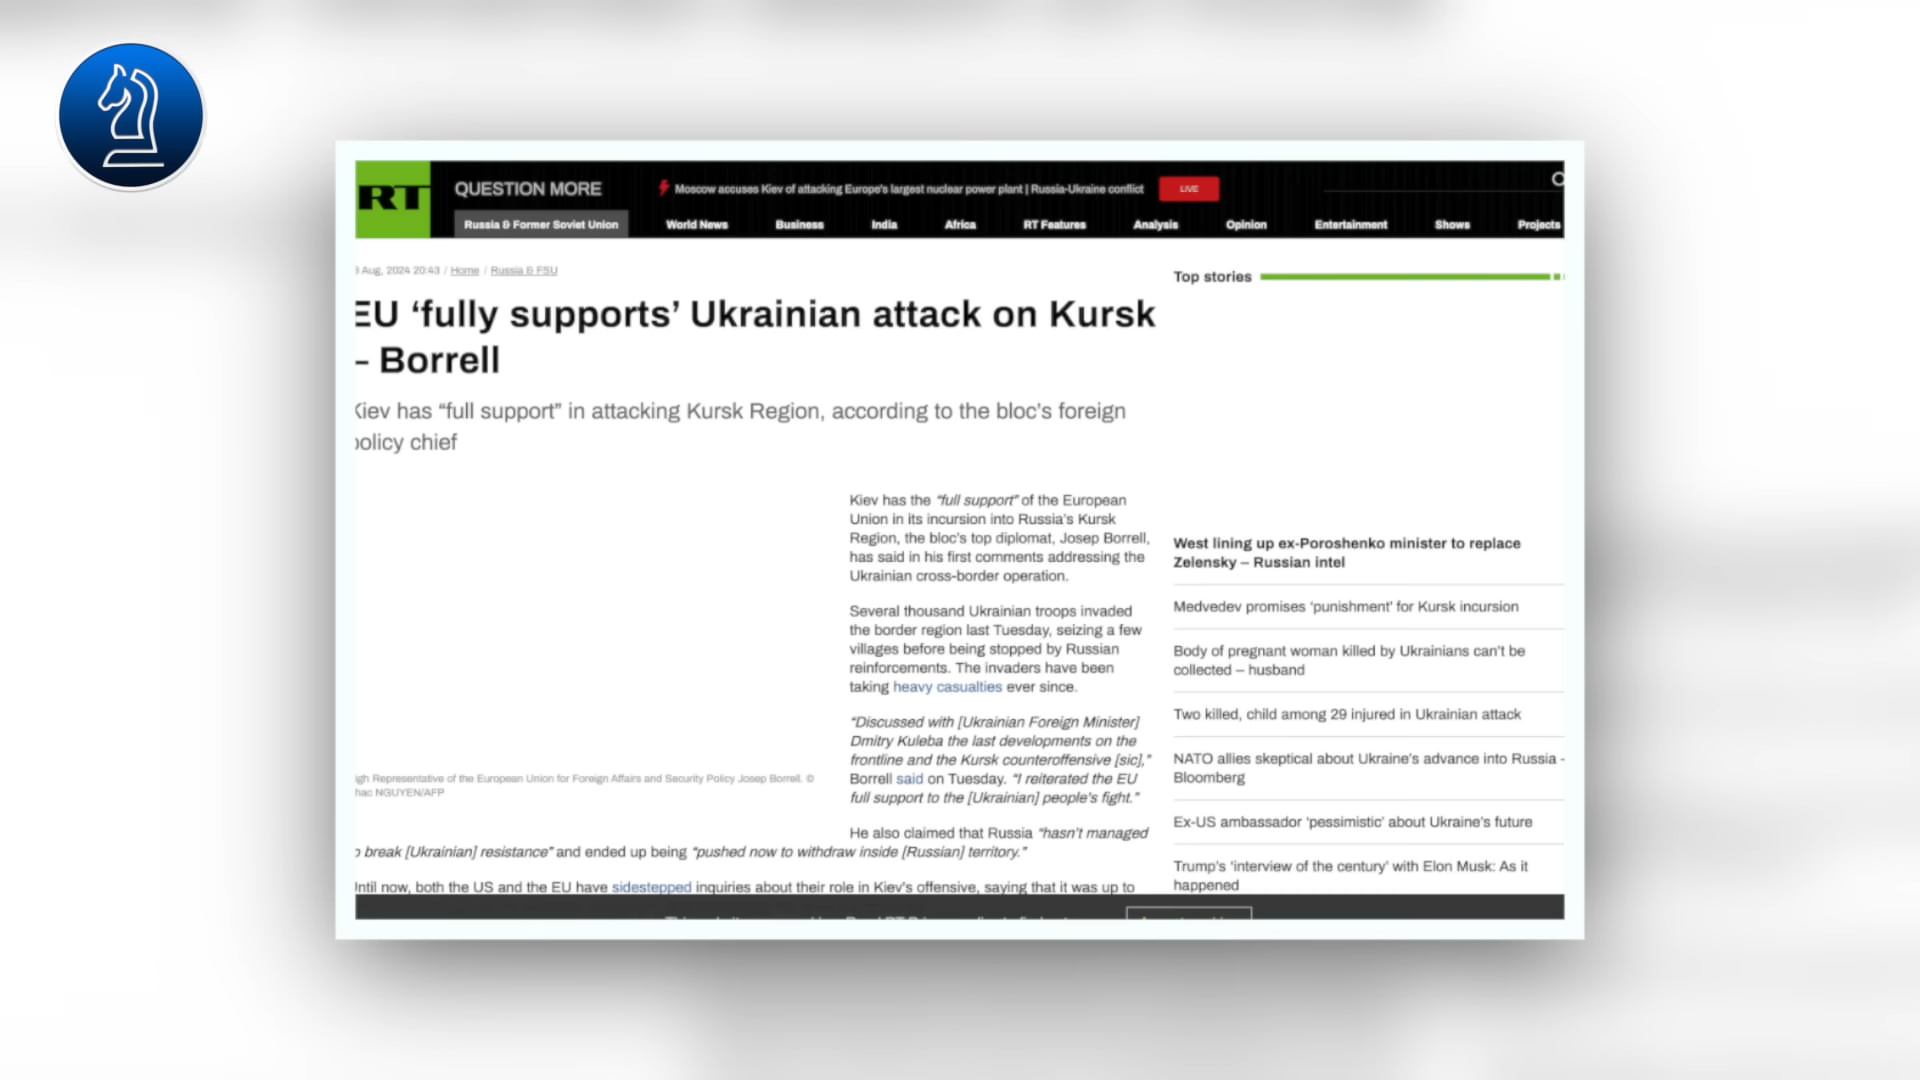 RT
QUESTION MORE
Moscow accuses Kiev of attacking Europe's largest nuclear power plant | Russia-Ukraine conflict
LIVE
Russia & Former Soviet Union
World News
Business
India
Africa
RT Features
Analysis
Opinion
Entertainment
Shows
Projects
Aug, 2024 20:43 / Home / Russia & FSU
EU ‘fully supports’ Ukrainian attack on Kursk
– Borrell
Kiev has “full support” in attacking Kursk Region, according to the bloc’s foreign
policy chief
igh Representative of the European Union for Foreign Affairs and Security Policy Josep Borrell. ©
hac NGUYEN/AFP
Kiev has the “full support” of the European
Union in its incursion into Russia’s Kursk
Region, the bloc’s top diplomat, Josep Borrell,
has said in his first comments addressing the
Ukrainian cross-border operation.
Several thousand Ukrainian troops invaded
the border region last Tuesday, seizing a few
villages before being stopped by Russian
reinforcements. The invaders have been
taking heavy casualties ever since.
“Discussed with [Ukrainian Foreign Minister]
Dmitry Kuleba the last developments on the
frontline and the Kursk counteroffensive [sic],”
Borrell said on Tuesday. “I reiterated the EU
full support to the [Ukrainian] people’s fight.”
He also claimed that Russia “hasn’t managed
o break [Ukrainian] resistance” and ended up being “pushed now to withdraw inside [Russian] territory.”
Until now, both the US and the EU have sidestepped inquiries about their role in Kiev’s offensive, saying that it was up to
Top stories
West lining up ex-Poroshenko minister to replace
Zelensky – Russian intel
Medvedev promises ‘punishment’ for Kursk incursion
Body of pregnant woman killed by Ukrainians can’t be
collected – husband
Two killed, child among 29 injured in Ukrainian attack
NATO allies skeptical about Ukraine’s advance into Russia -
Bloomberg
Ex-US ambassador ‘pessimistic’ about Ukraine’s future
Trump’s ‘interview of the century’ with Elon Musk: As it
happened